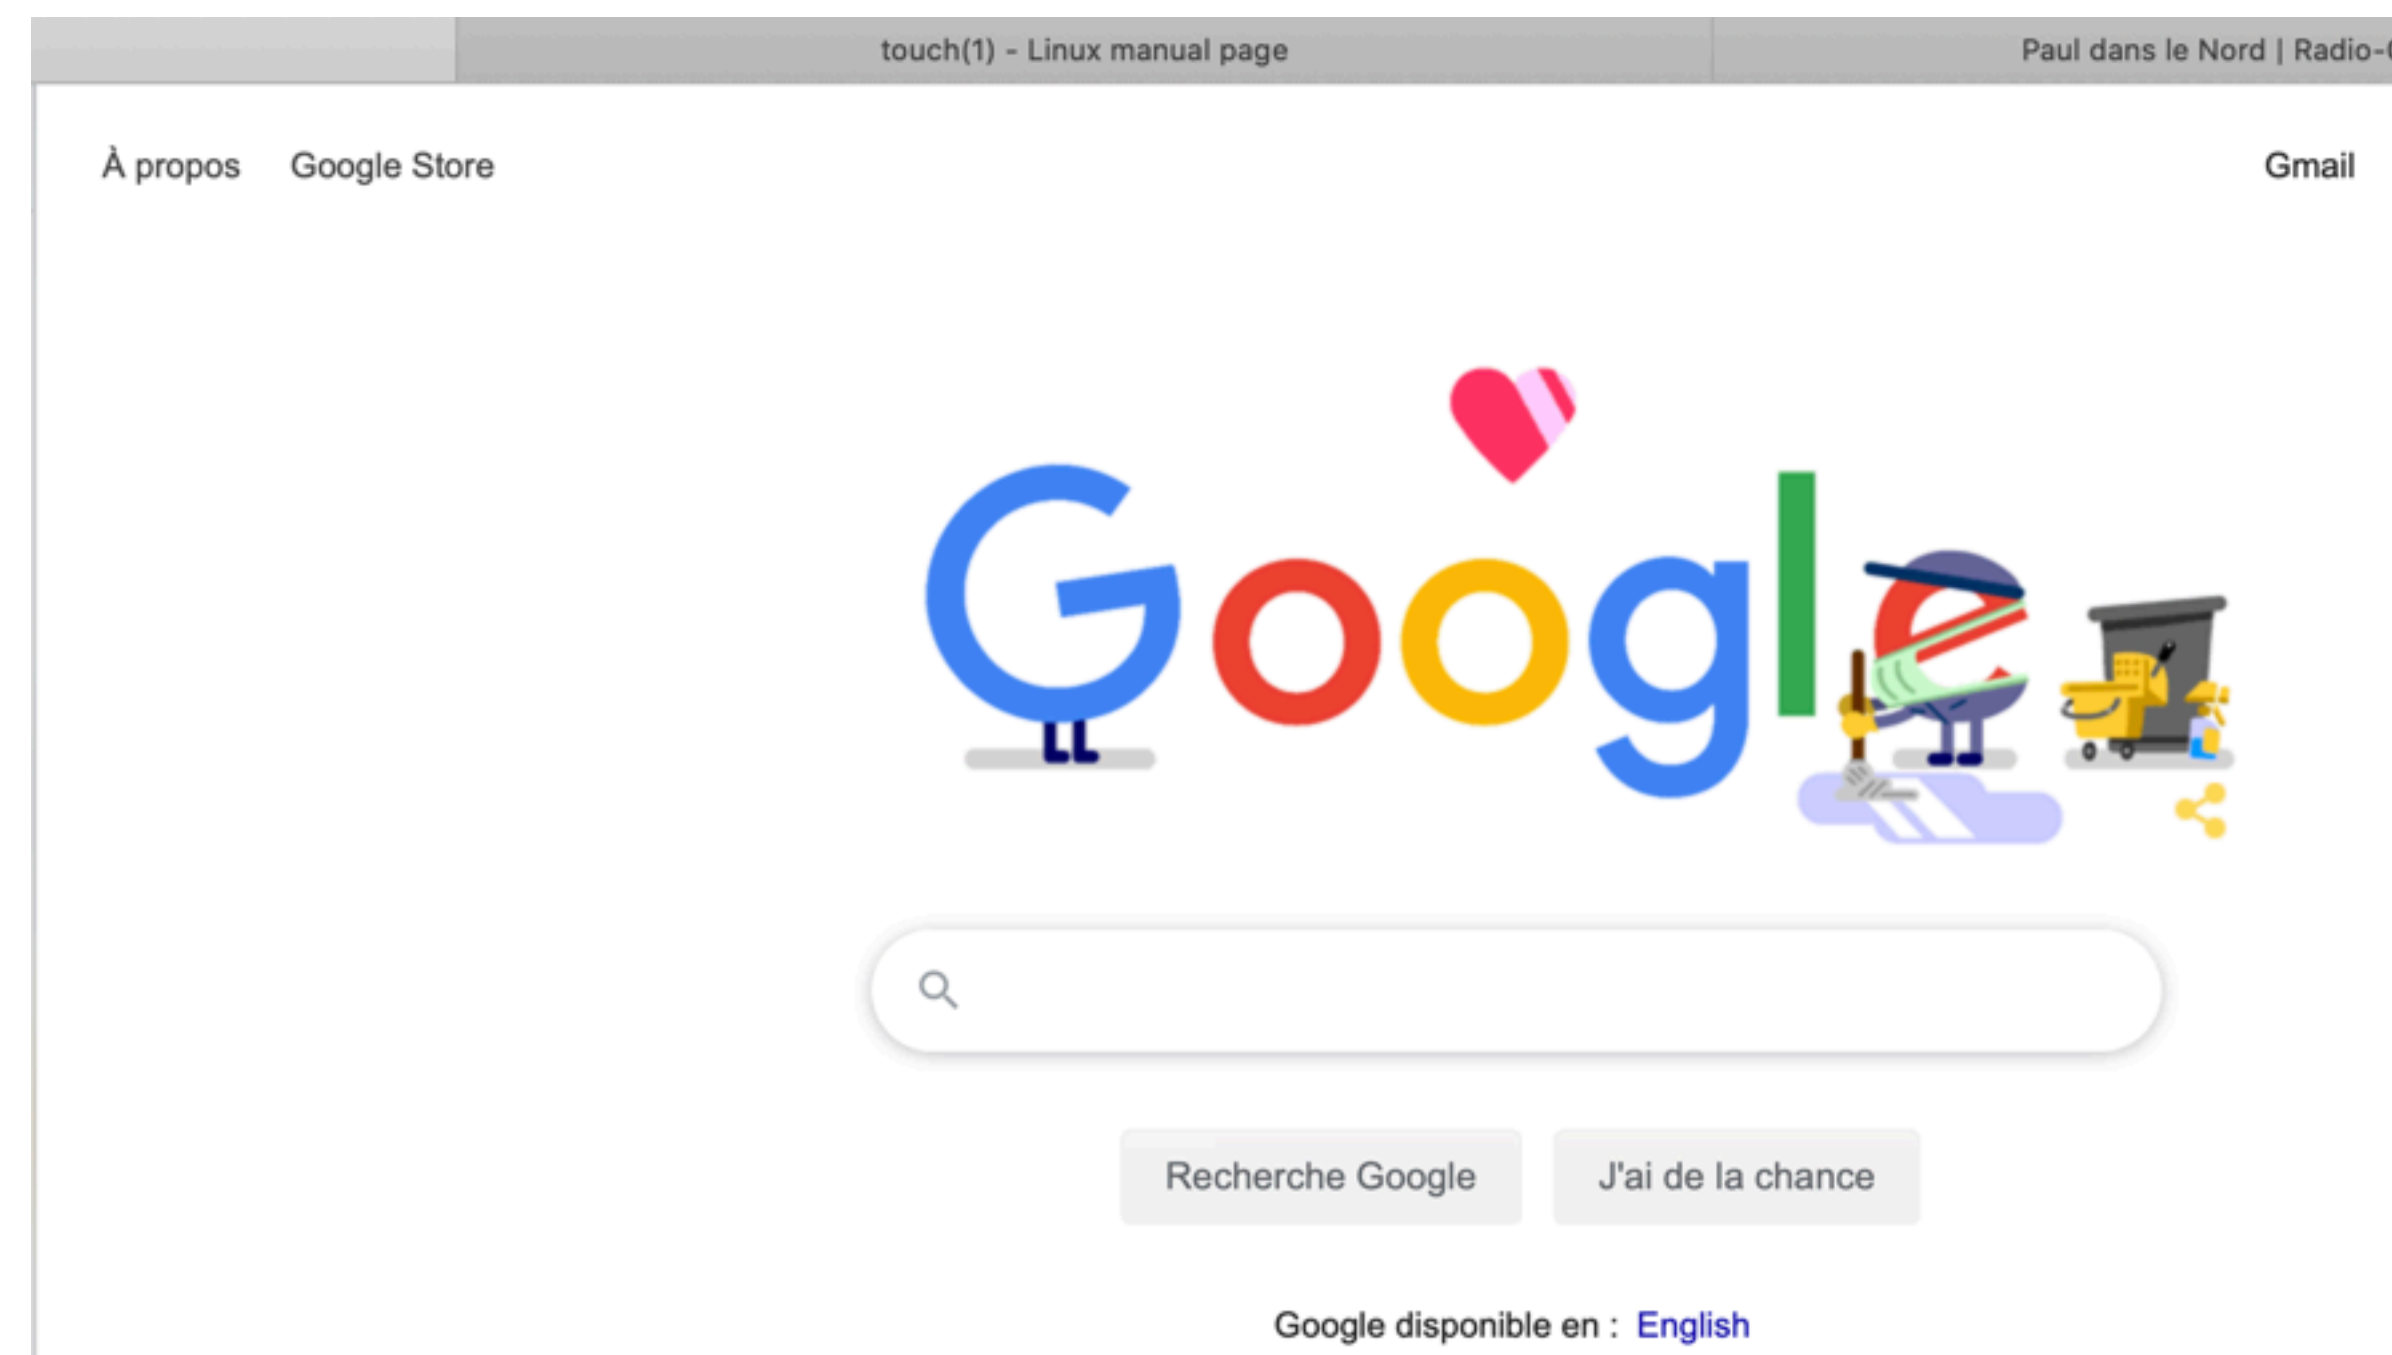 touch(1) - Linux manual page
Paul dans le Nord | Radio-
À propos Google Store Gmail
Google
Recherche Google J'ai de la chance
Google disponible en : English